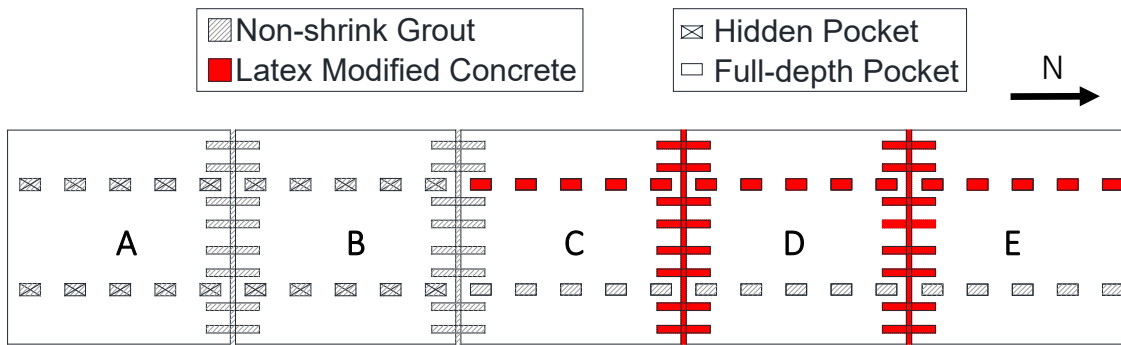 Non-shrink Grout
Latex Modified Concrete
Hidden Pocket
Full-depth Pocket
N
A B C D E